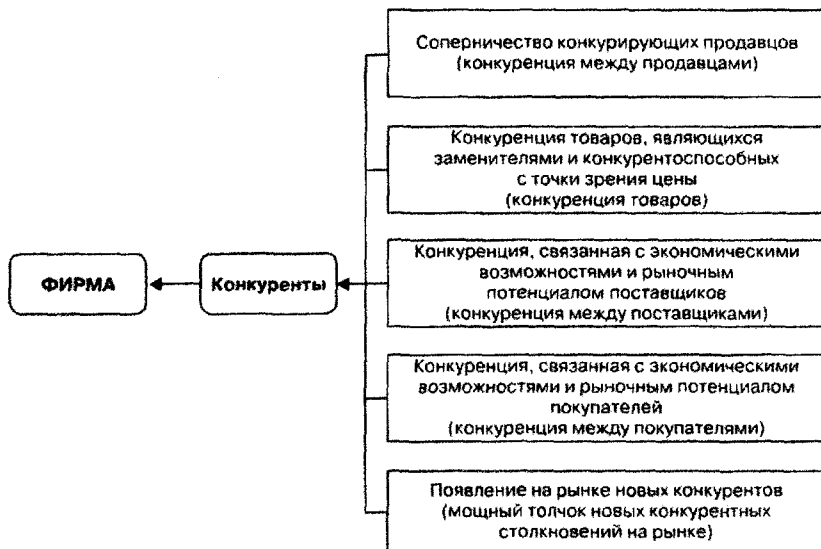 Соперничество конкурирующих продавцов
(конкуренция между продавцами)
Конкуренция товаров, являющихся
заменителями и конкурентоспособных
с точки зрения цены
(конкуренция товаров)
ФИРМА
Конкуренты
Конкуренция, связанная с экономическими
возможностями и рыночным
потенциалом поставщиков
(конкуренция между поставщиками)
Конкуренция, связанная с экономическими
возможностями и рыночным потенциалом
покупателей
(конкуренция между покупателями)
Появление на рынке новых конкурентов
(мощный толчок новых конкурентных
столкновений на рынке)